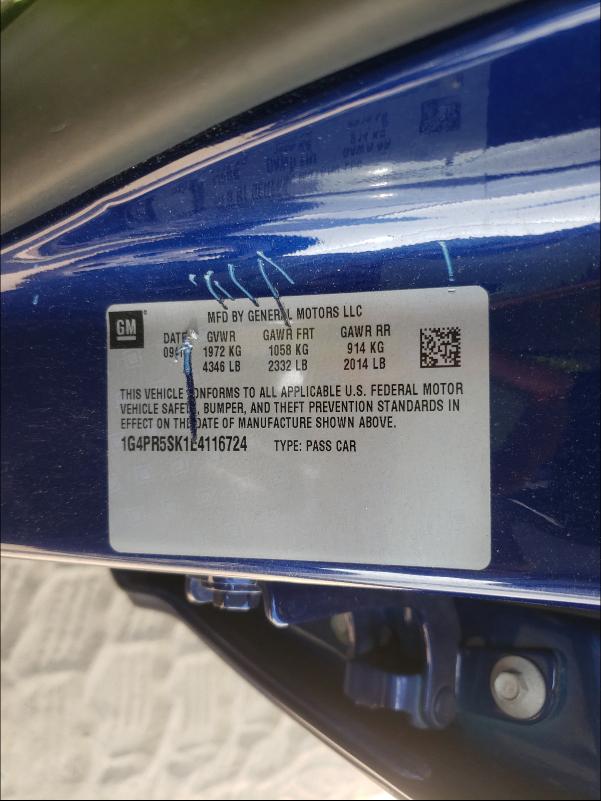 GM
MFD BY GENERAL MOTORS LLC
DATE GVWR GAWR FRT GAWR RR
1972 KG 1058 KG 914 KG
4346 LB 2332 LB 2014 LB
THIS VEHICLE CONFORMS TO ALL APPLICABLE U.S. FEDERAL MOTOR
VEHICLE SAFETY, BUMPER, AND THEFT PREVENTION STANDARDS IN
EFFECT ON THE DATE OF MANUFACTURE SHOWN ABOVE.
TYPE: PASS CAR